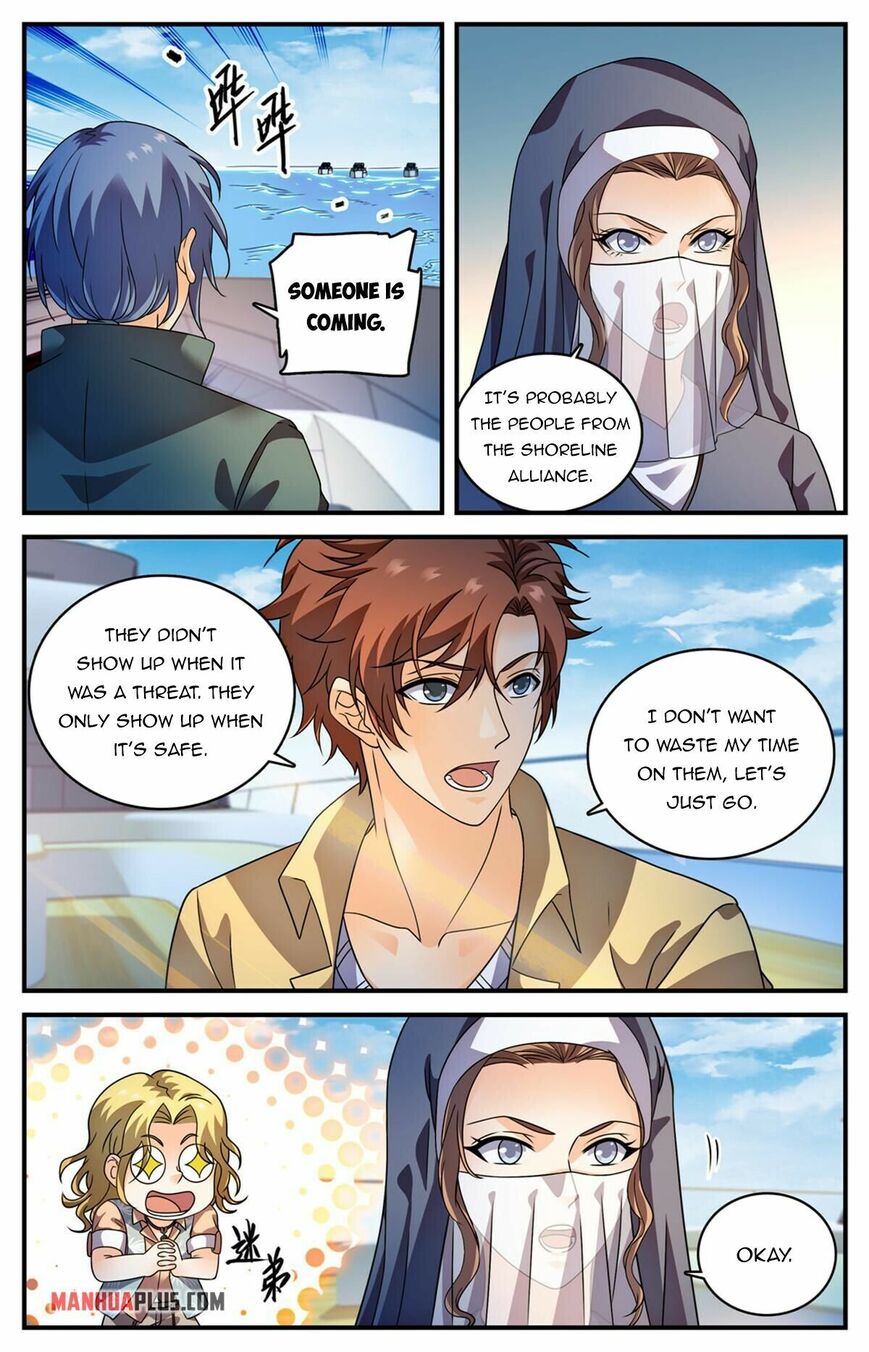 哗哗
SOMEONE IS
COMING.
IT'S PROBABLY
THE PEOPLE FROM
THE SHORELINE
ALLIANCE.
THEY DIDN'T
SHOW UP WHEN IT
WAS A THREAT. THEY
ONLY SHOW UP WHEN
IT'S SAFE.
I DON'T WANT
TO WASTE MY TIME
ON THEM, LET'S
JUST GO.
迷弟
MANHUAPLUS.COM
OKAY.